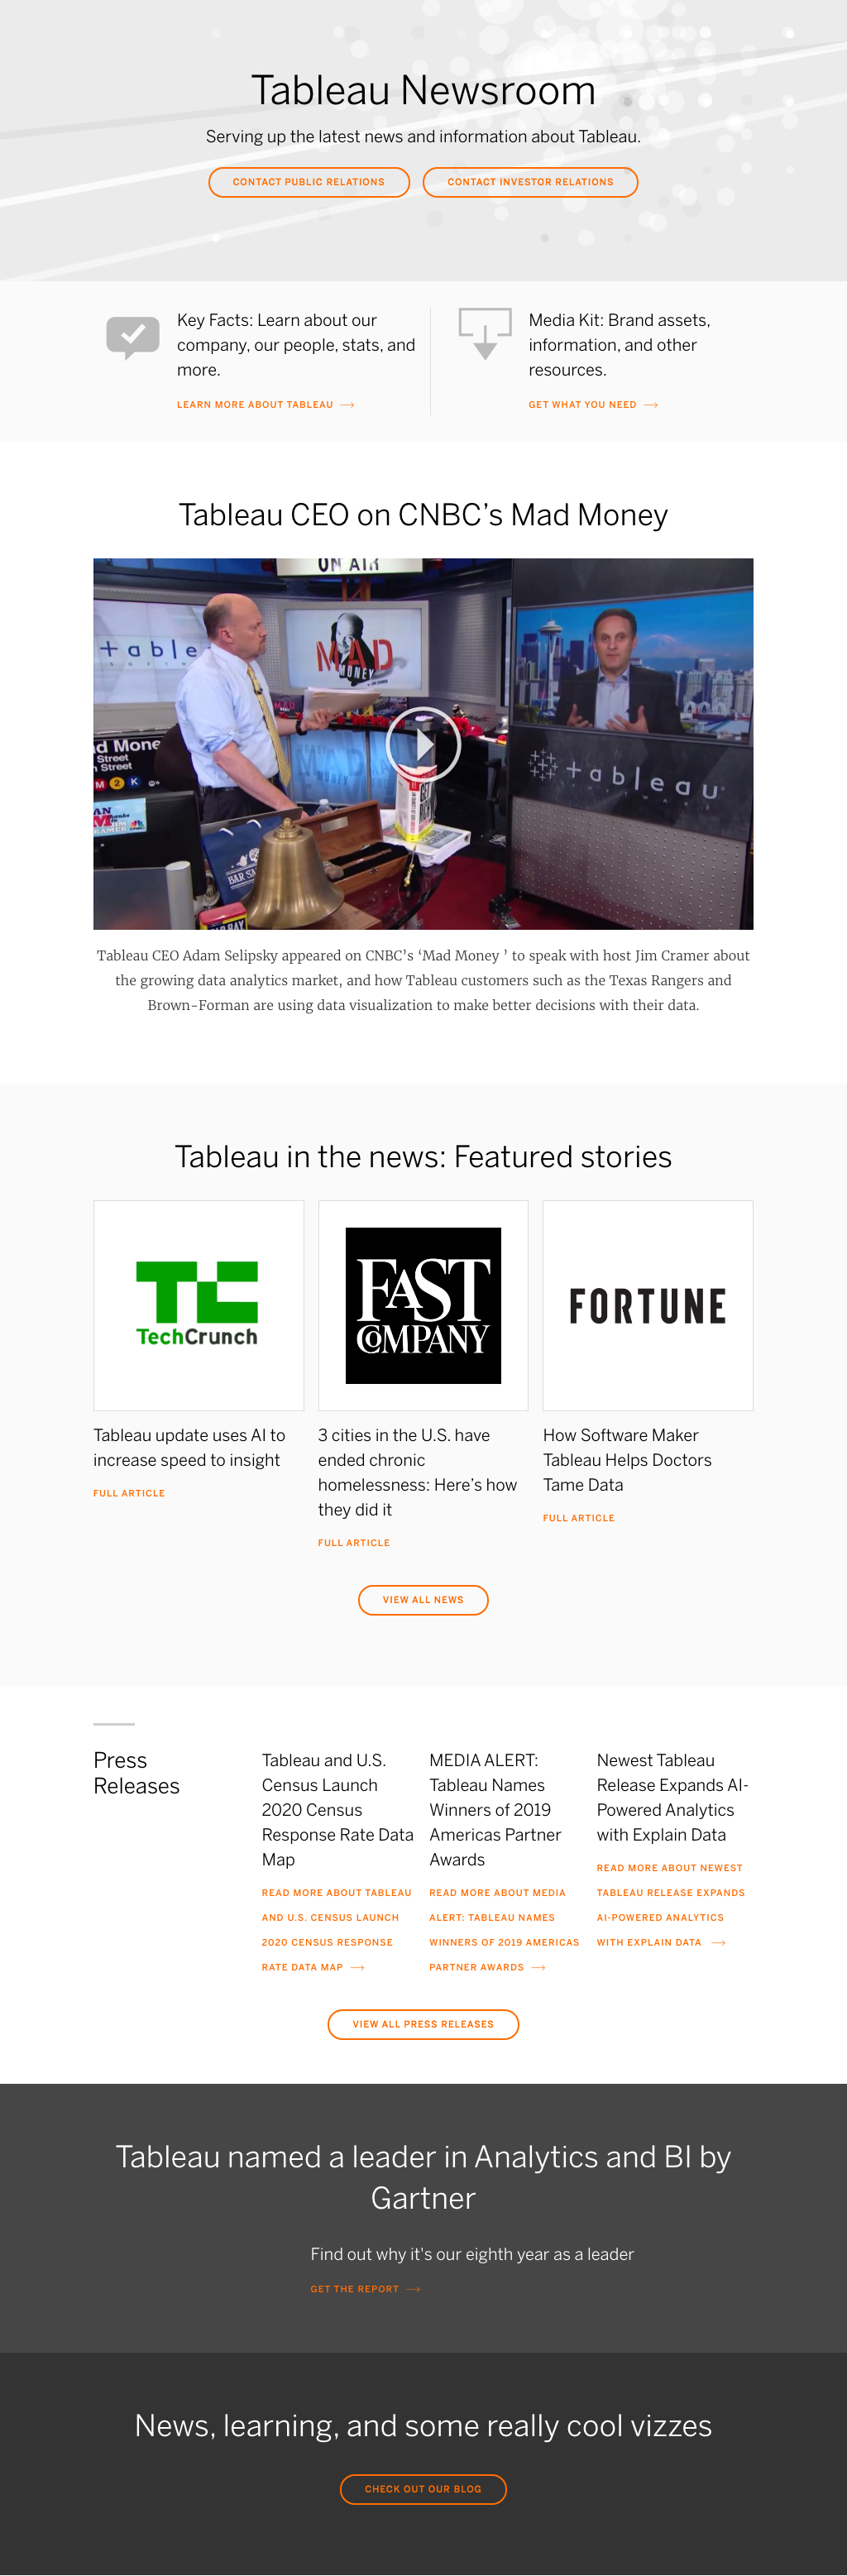 Tableau Newsroom
Serving up the latest news and information about Tableau.
CONTACT PUBLIC RELATIONS
CONTACT INVESTOR RELATIONS
Key Facts: Learn about our
company, our people, stats, and
more.
LEARN MORE ABOUT TABLEAU
Media Kit: Brand assets,
information, and other
resources.
GET WHAT YOU NEED
Tableau CEO on CNBC’s Mad Money
ON AIR
MAD
MONEY
+able
+ableau
d Mone
Street
n Street
M 2 K
BAR
Tableau CEO Adam Selipsky appeared on CNBC’s ‘Mad Money ’ to speak with host Jim Cramer about
the growing data analytics market, and how Tableau customers such as the Texas Rangers and
Brown-Forman are using data visualization to make better decisions with their data.
Tableau in the news: Featured stories
TC
TechCrunch
FAST
COMPANY
FORTUNE
Tableau update uses AI to
increase speed to insight
FULL ARTICLE
3 cities in the U.S. have
ended chronic
homelessness: Here’s how
they did it
FULL ARTICLE
How Software Maker
Tableau Helps Doctors
Tame Data
FULL ARTICLE
VIEW ALL NEWS
Press
Releases
Tableau and U.S.
Census Launch
2020 Census
Response Rate Data
Map
READ MORE ABOUT TABLEAU
AND U.S. CENSUS LAUNCH
2020 CENSUS RESPONSE
RATE DATA MAP
MEDIA ALERT:
Tableau Names
Winners of 2019
Americas Partner
Awards
READ MORE ABOUT MEDIA
ALERT: TABLEAU NAMES
WINNERS OF 2019 AMERICAS
PARTNER AWARDS
Newest Tableau
Release Expands AI-
Powered Analytics
with Explain Data
READ MORE ABOUT NEWEST
TABLEAU RELEASE EXPANDS
AI-POWERED ANALYTICS
WITH EXPLAIN DATA
VIEW ALL PRESS RELEASES
Tableau named a leader in Analytics and BI by
Gartner
Find out why it's our eighth year as a leader
GET THE REPORT
News, learning, and some really cool vizzes
CHECK OUT OUR BLOG